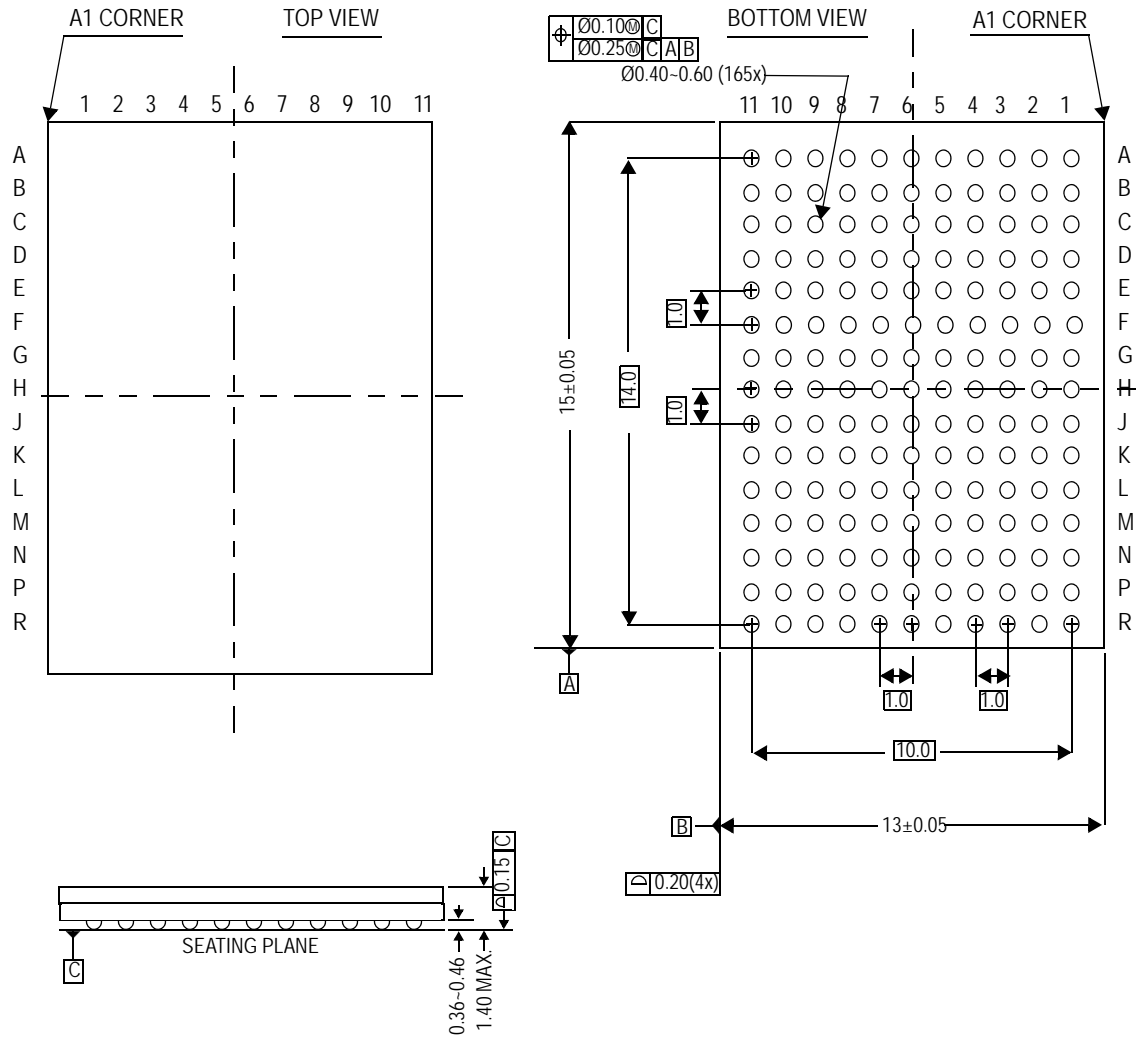 A1 CORNER
TOP VIEW
1 2 3 4 5 6 7 8 9 10 11
A
B
C
D
E
F
G
H
J
K
L
M
N
P
R
Ø0.10Ⓜ C
Ø0.25Ⓜ C A B
Ø0.40~0.60 (165x)
BOTTOM VIEW
A1 CORNER
11 10 9 8 7 6 5 4 3 2 1
A
B
C
D
E
F
G
H
J
K
L
M
N
P
R
1.0
1.0
14.0
15±0.05
A
1.0
1.0
10.0
B
13±0.05
0.20(4x)
0.15 C
SEATING PLANE
C
0.36~0.46
1.40 MAX.